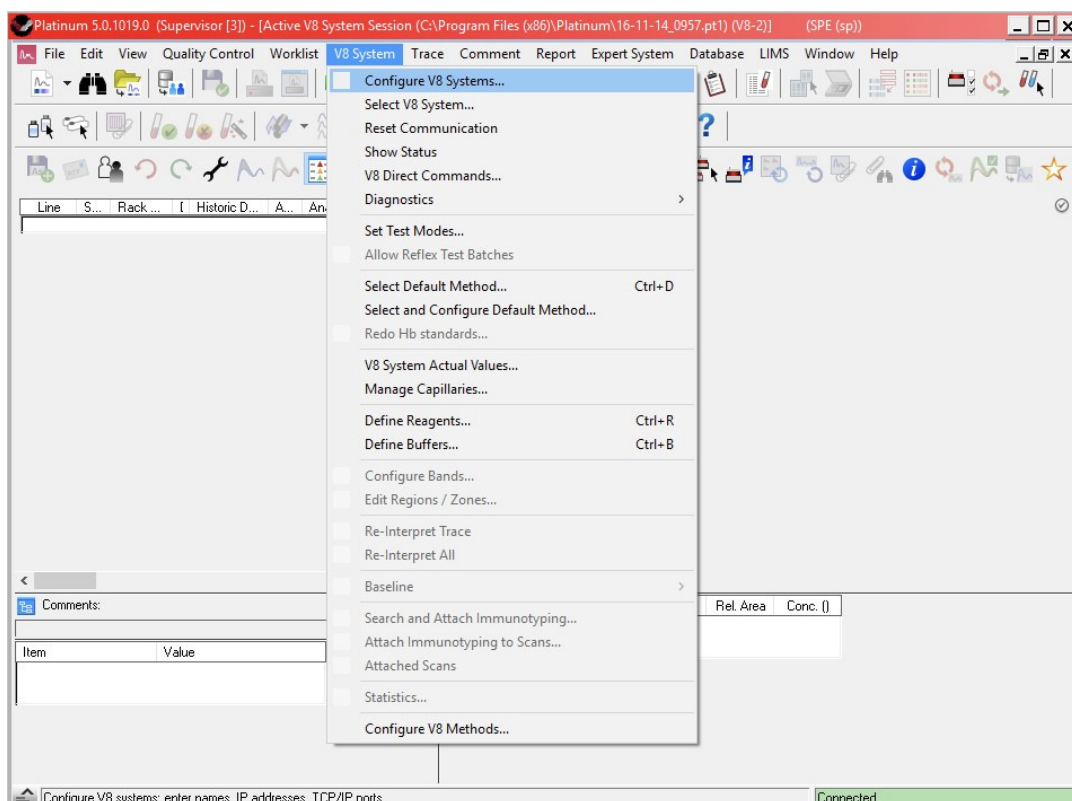 Platinum 5.0.1019.0 (Supervisor [3]) - [Active V8 System Session (C:\Program Files (x86)\Platinum\16-11-14_0957.pt1) (V8-2)] (SPE (sp))
File Edit View Quality Control Worklist V8 System Trace Comment Report Expert System Database LIMS Window Help
Configure V8 Systems...
Select V8 System...
Reset Communication
Show Status
V8 Direct Commands...
Diagnostics
Set Test Modes...
Allow Reflex Test Batches
Select Default Method... Ctrl+D
Select and Configure Default Method...
Redo Hb standards...
V8 System Actual Values...
Manage Capillaries...
Define Reagents... Ctrl+R
Define Buffers... Ctrl+B
Configure Bands...
Edit Regions / Zones...
Re-Interpret Trace
Re-Interpret All
Baseline
Search and Attach Immunotyping...
Attach Immunotyping to Scans...
Attached Scans
Statistics...
Configure V8 Methods...
Line S... Rack ... Historic D... A...
Comments:
Rel. Area Conc. ()
Item Value
Configure V8 systems: enter names, IP addresses, TCP/IP ports
Connected